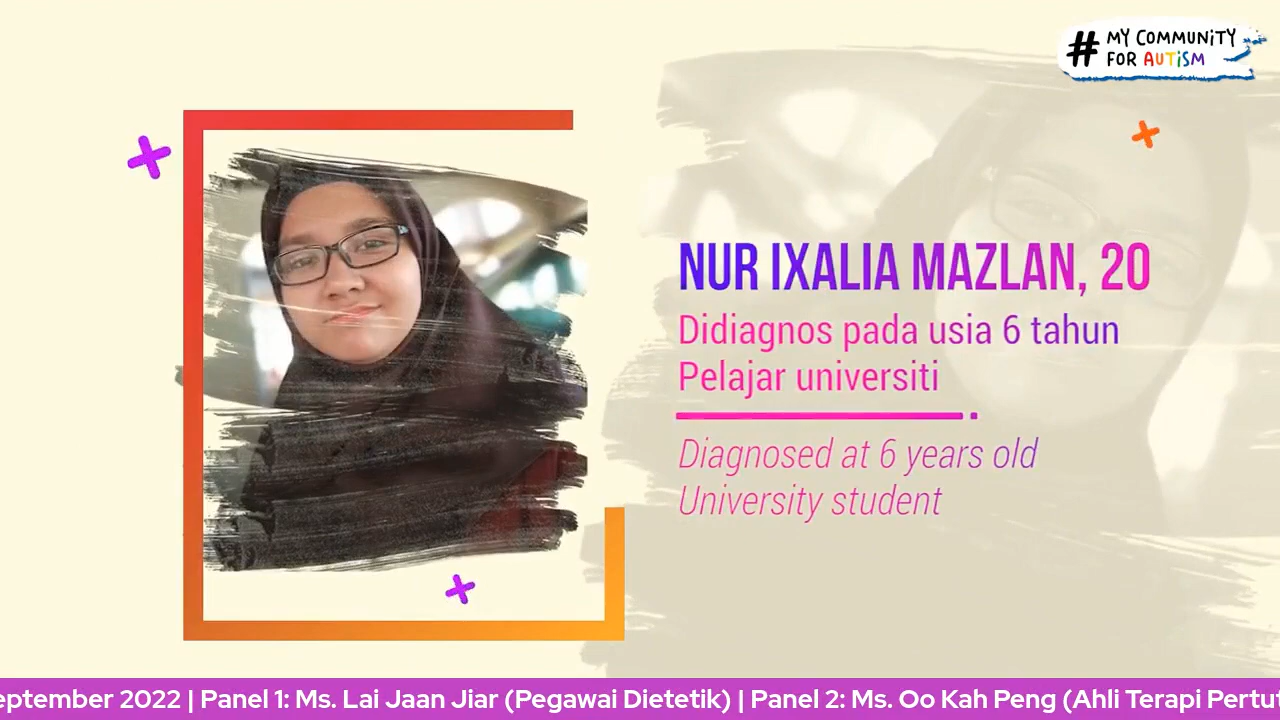 # MY COMMUNiTY
FOR AUTiSM
NUR IXALIA MAZLAN, 20
Didiagnos pada usia 6 tahun
Pelajar universiti
Diagnosed at 6 years old
University student
eptember 2022 | Panel 1: Ms. Lai Jaan Jiar (Pegawai Dietetik) | Panel 2: Ms. Oo Kah Peng (Ahli Terapi Pertut